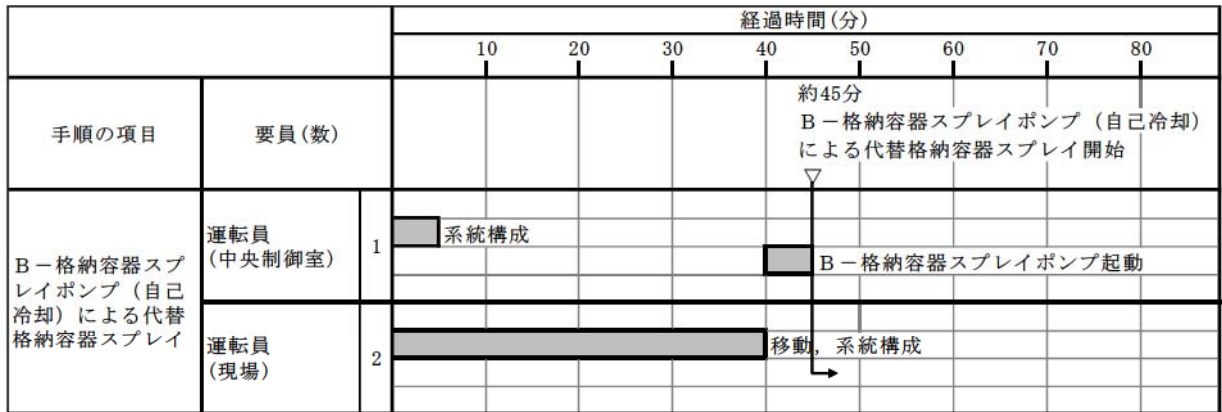 経過時間(分)
10 20 30 40 50 60 70 80
手順の項目
要員(数)
約45分
B－格納容器スプレイポンプ（自己冷却）
による代替格納容器スプレイ開始
B－格納容器スプ
レイポンプ（自己
冷却）による代替
格納容器スプレイ
運転員
(中央制御室)
1
系統構成
B－格納容器スプレイポンプ起動
運転員
(現場)
2
移動，系統構成